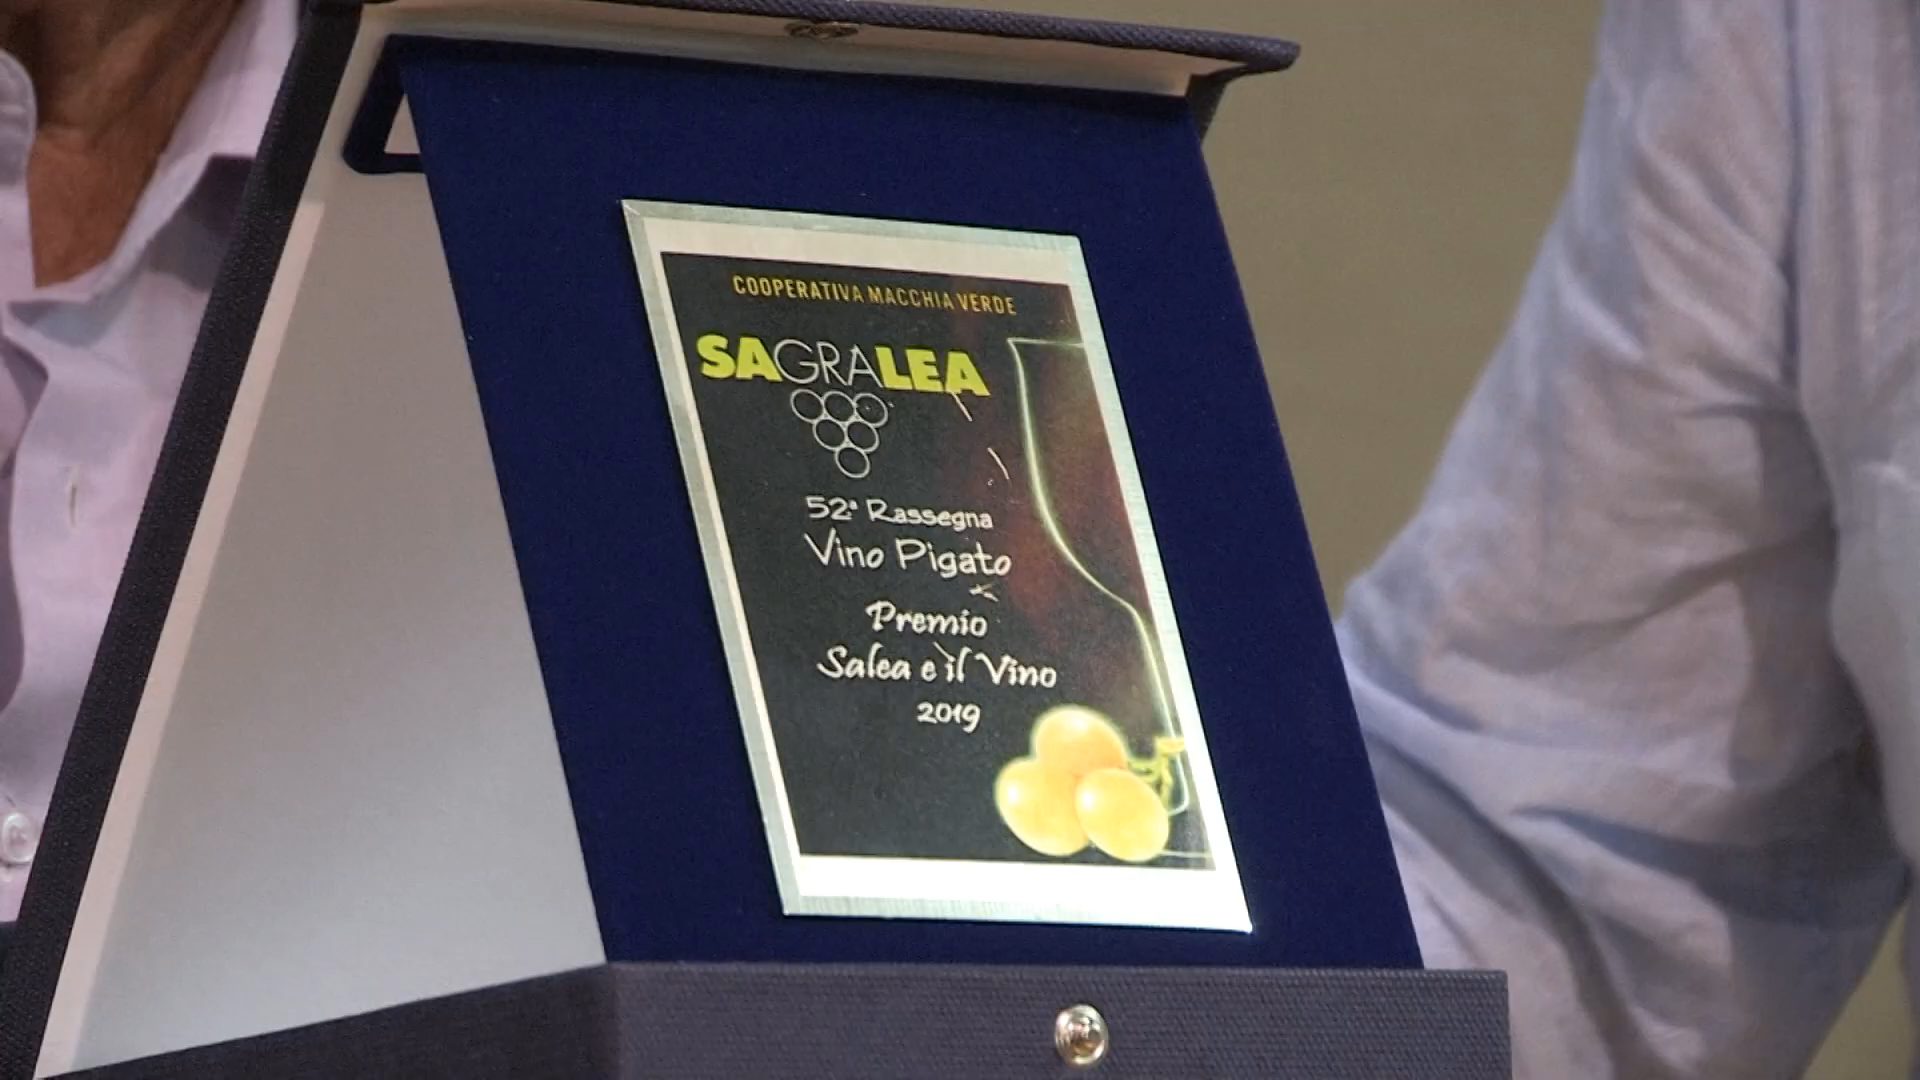 COOPERATIVA MACCHIA VERDE
SAGRALEA
52ª Rassegna
Vino Pigato
Premio
Salea e il Vino
2019